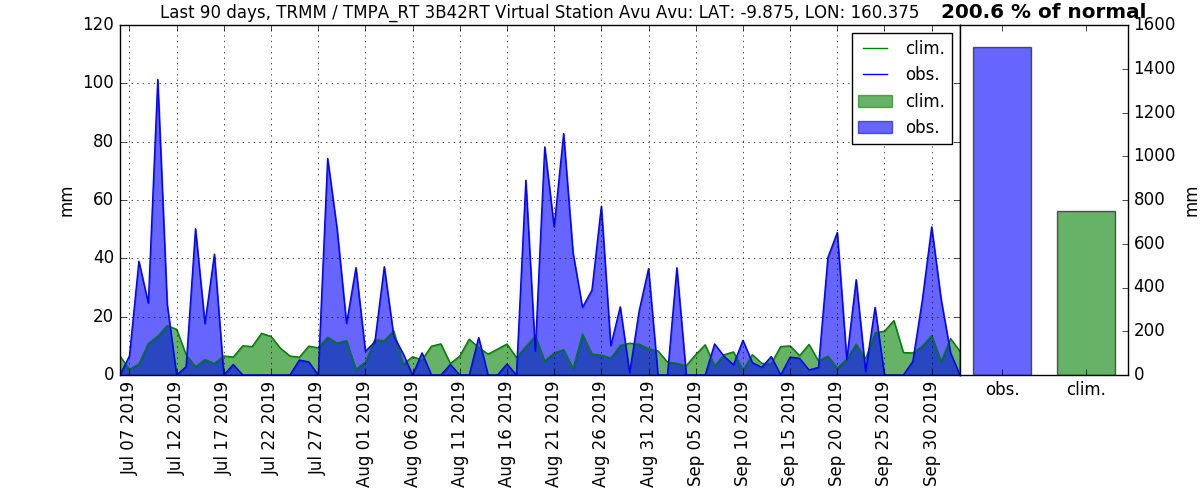 Last 90 days, TRMM / TMPA_RT 3B42RT Virtual Station Avu Avu: LAT: -9.875, LON: 160.375
200.6 % of normal
120
100
80
60
40
20
0
mm
clim.
obs.
clim.
obs.
Jul 07 2019
Jul 12 2019
Jul 17 2019
Jul 22 2019
Jul 27 2019
Aug 01 2019
Aug 06 2019
Aug 11 2019
Aug 16 2019
Aug 21 2019
Aug 26 2019
Aug 31 2019
Sep 05 2019
Sep 10 2019
Sep 15 2019
Sep 20 2019
Sep 25 2019
Sep 30 2019
1600
1400
1200
1000
800
600
400
200
0
mm
obs.
clim.